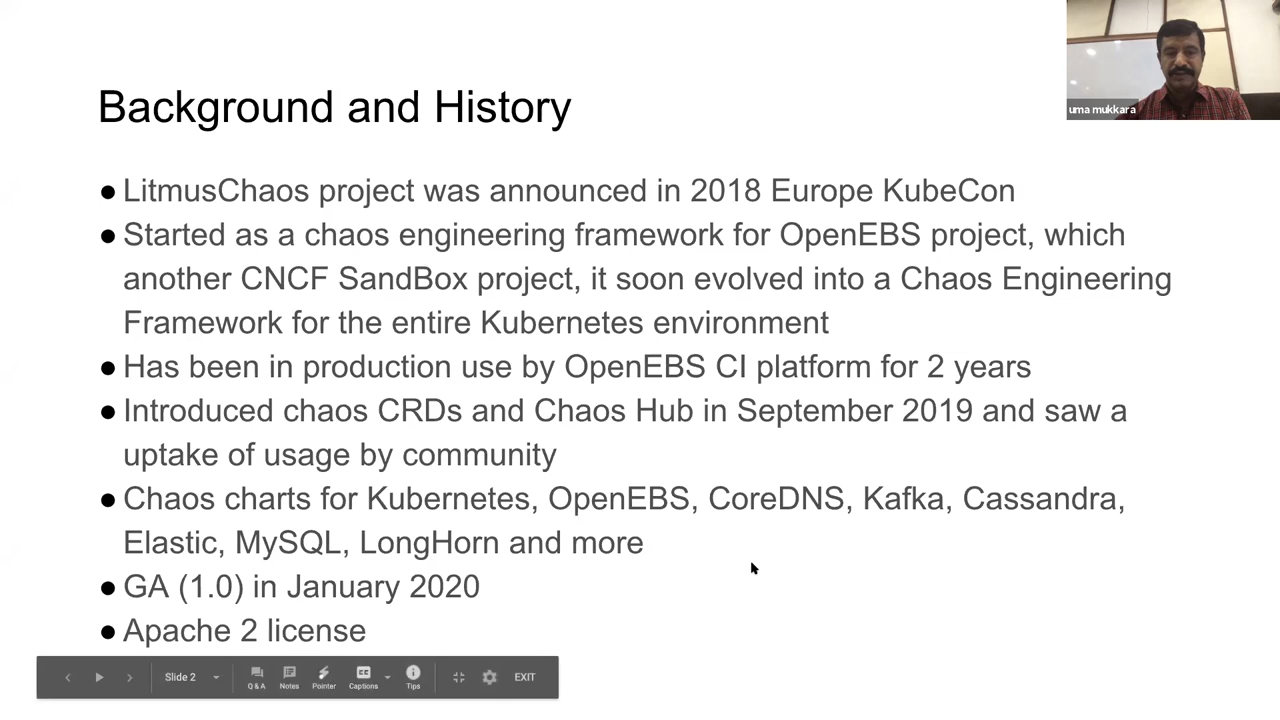 Background and History
uma mukkara
● LitmusChaos project was announced in 2018 Europe KubeCon
● Started as a chaos engineering framework for OpenEBS project, which
another CNCF SandBox project, it soon evolved into a Chaos Engineering
Framework for the entire Kubernetes environment
● Has been in production use by OpenEBS CI platform for 2 years
● Introduced chaos CRDs and Chaos Hub in September 2019 and saw a
uptake of usage by community
● Chaos charts for Kubernetes, OpenEBS, CoreDNS, Kafka, Cassandra,
Elastic, MySQL, LongHorn and more
● GA (1.0) in January 2020
● Apache 2 license
Slide 2 Q & A Notes Pointer Captions Tips EXIT